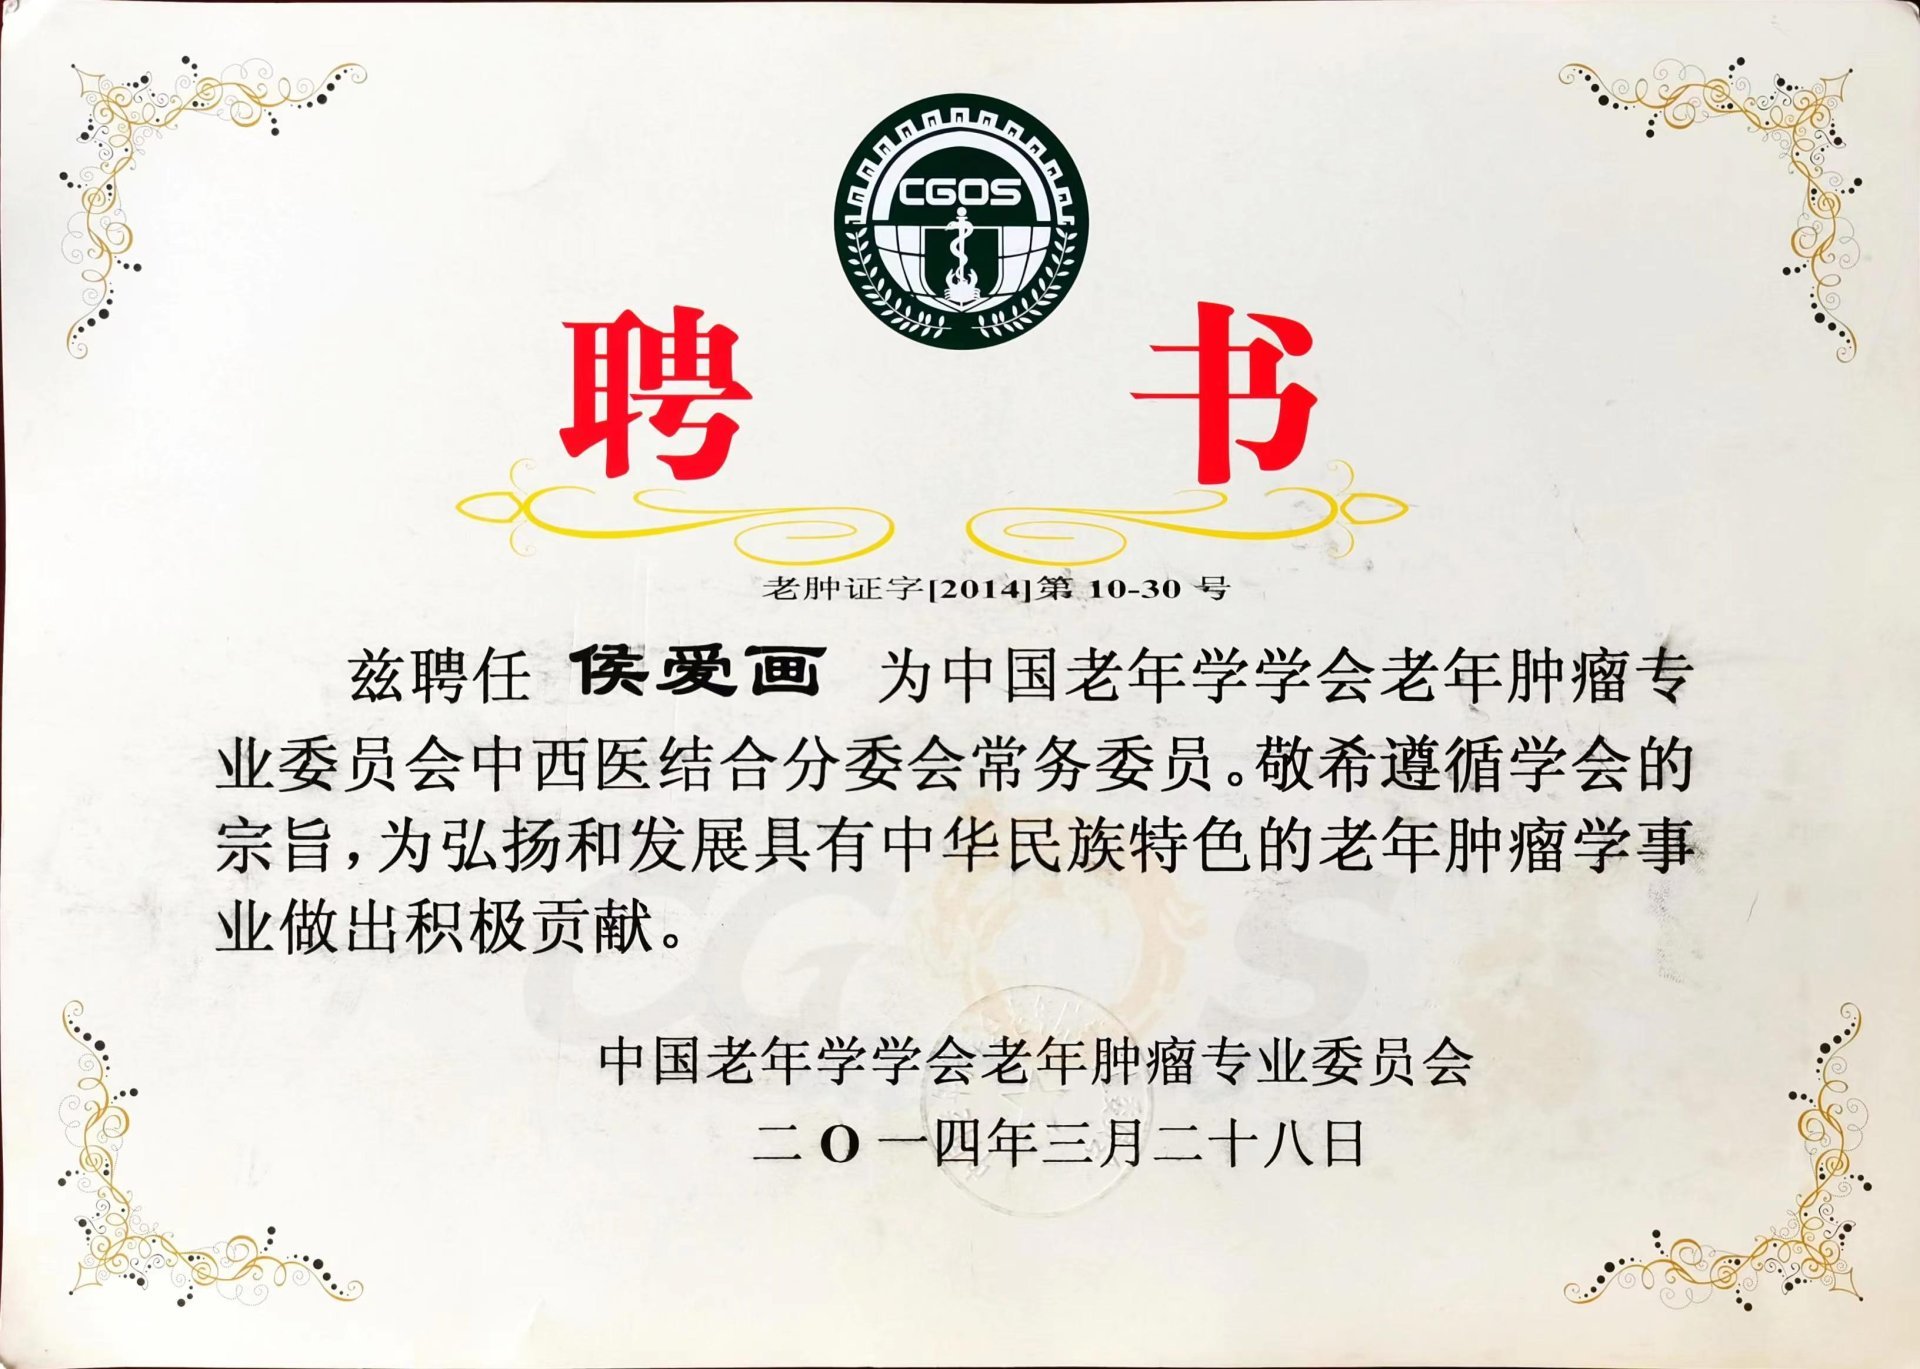 CGOS
聘 书
老肿证字[2014]第 10-30 号
兹聘任 侯爱画 为中国老年学学会老年肿瘤专
业委员会中西医结合分委会常务委员。敬希遵循学会的
宗旨，为弘扬和发展具有中华民族特色的老年肿瘤学事
业做出积极贡献。
CGOS
中国老年学学会老年肿瘤专业委员会
二O一四年三月二十八日